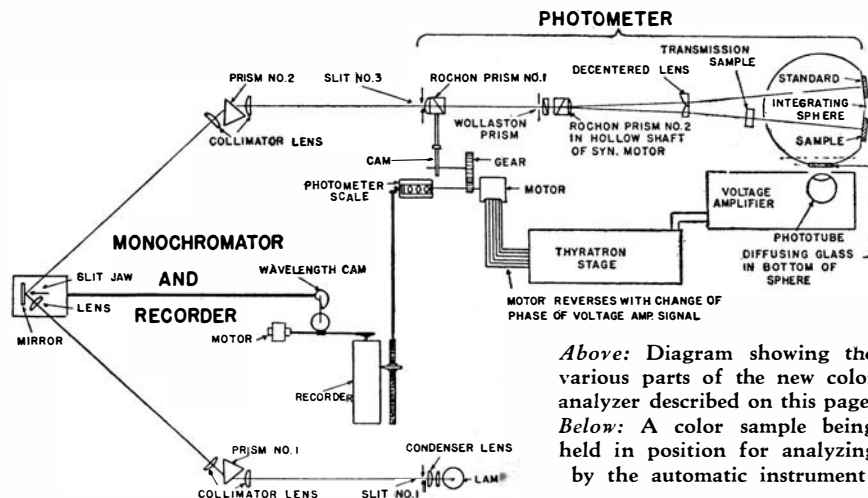 PHOTOMETER
TRANSMISSION
SAMPLE
DECENTERED LENS
STANDARD
PRISM NO.2
SLIT NO.3
ROCHON PRISM NO.1
INTEGRATING
SPHERE
WOLLASTON
PRISM
ROCHON PRISM NO.2
IN HOLLOW SHAFT
OF SYN. MOTOR
SAMPLE
COLLIMATOR LENS
CAM
GEAR
PHOTOMETER
SCALE
MOTOR
VOLTAGE
AMPLIFIER
PHOTOTUBE
THYRATRON
STAGE
DIFFUSING GLASS
IN BOTTOM OF
SPHERE
MONOCHROMATOR
AND
RECORDER
SLIT JAW
WAVELENGTH CAM
LENS
MIRROR
MOTOR
MOTOR REVERSES WITH CHANGE OF
PHASE OF VOLTAGE AMP. SIGNAL
RECORDER
PRISM NO.1
CONDENSER LENS
COLLIMATOR LENS
SLIT NO.1
Above: Diagram showing the
various parts of the new color
analyzer described on this page.
Below: A color sample being
held in position for analyzing
by the automatic instrument